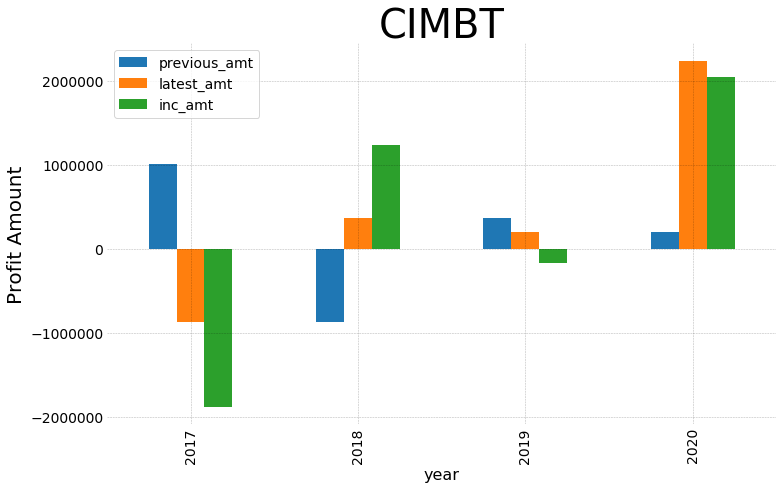 CIMBT
previous_amt
latest_amt
inc_amt
2000000
1000000
0
−1000000
−2000000
Profit Amount
2017
2018
2019
2020
year